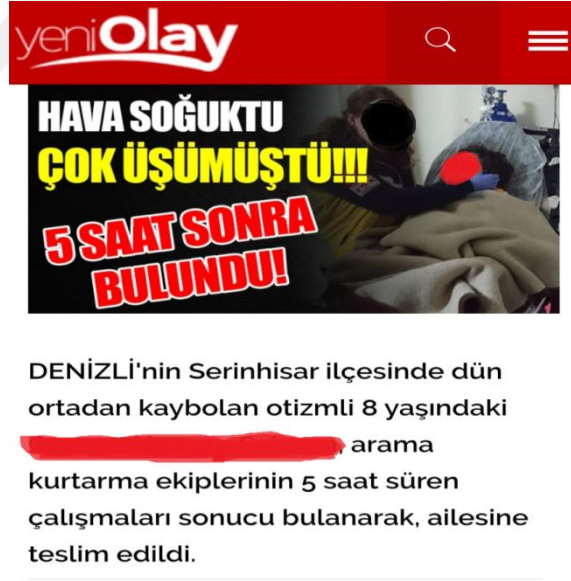 yeniOlay
HAVA SOĞUKTU
ÇOK ÜŞÜMÜŞTÜ!!!
5 SAAT SONRA
BULUNDU!
DENİZLİ'nin Serinhisar ilçesinde dün
ortadan kaybolan otizmli 8 yaşındaki
, arama
kurtarma ekiplerinin 5 saat süren
çalışmaları sonucu bulanarak, ailesine
teslim edildi.